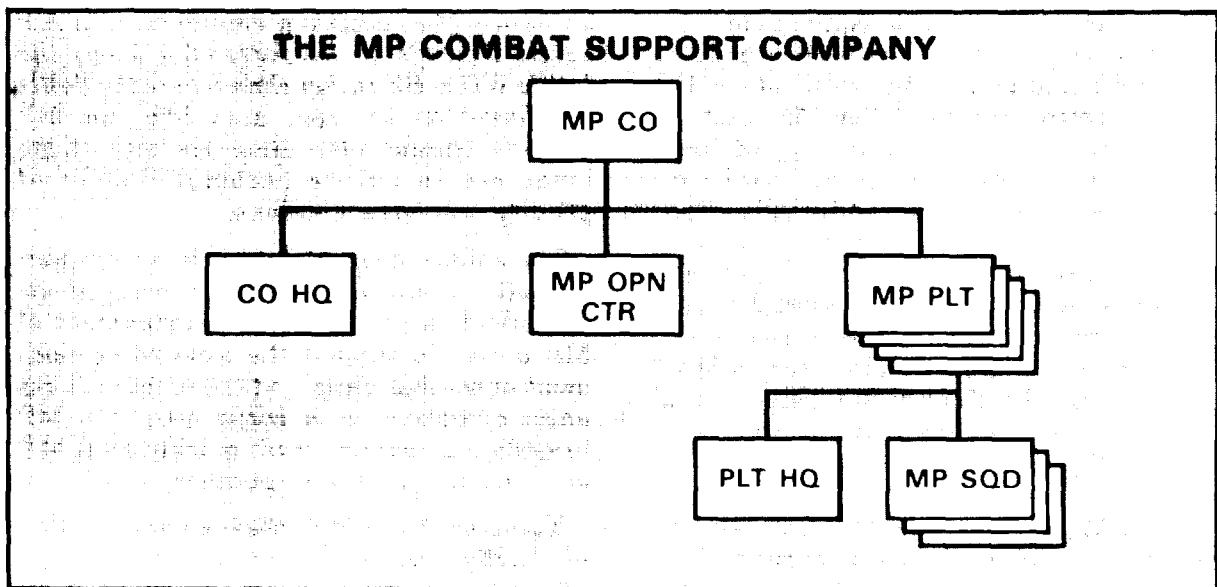 THE MP COMBAT SUPPORT COMPANY
MP CO
CO HQ
MP OPN
CTR
MP PLT
PLT HQ
MP SQD